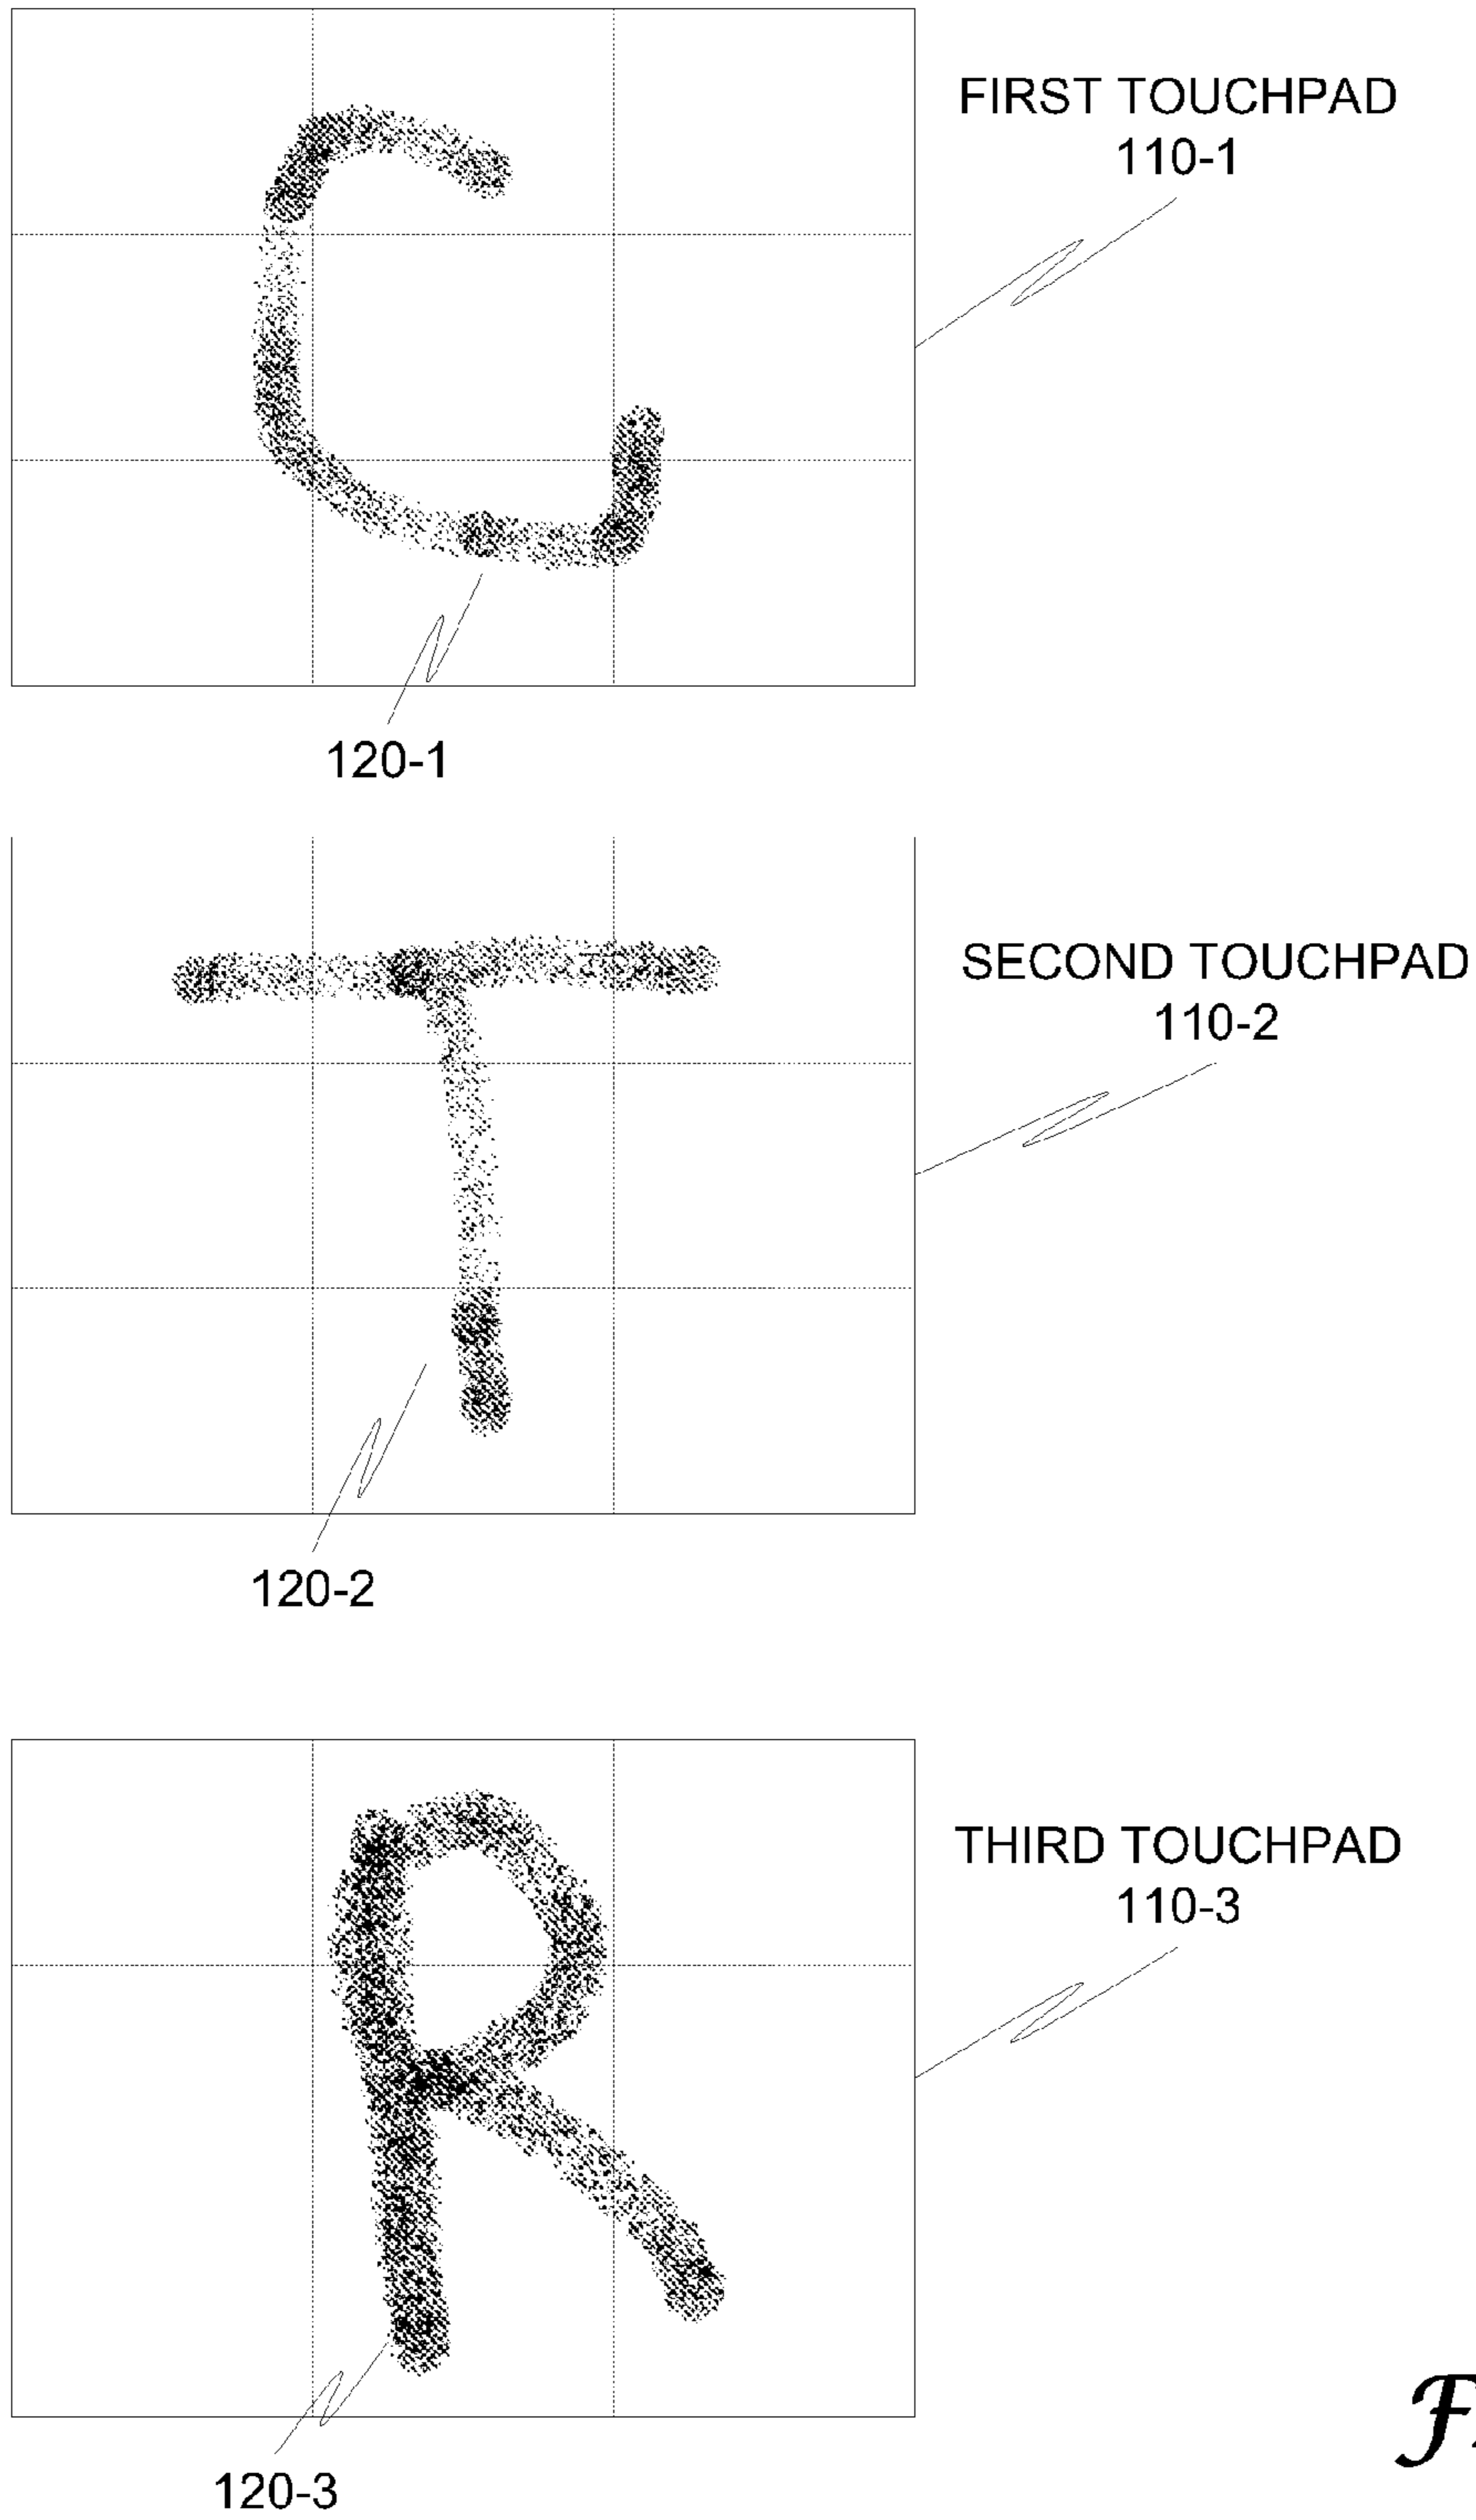 FIRST TOUCHPAD
110-1
G
120-1
SECOND TOUCHPAD
110-2
T
120-2
THIRD TOUCHPAD
110-3
R
120-3